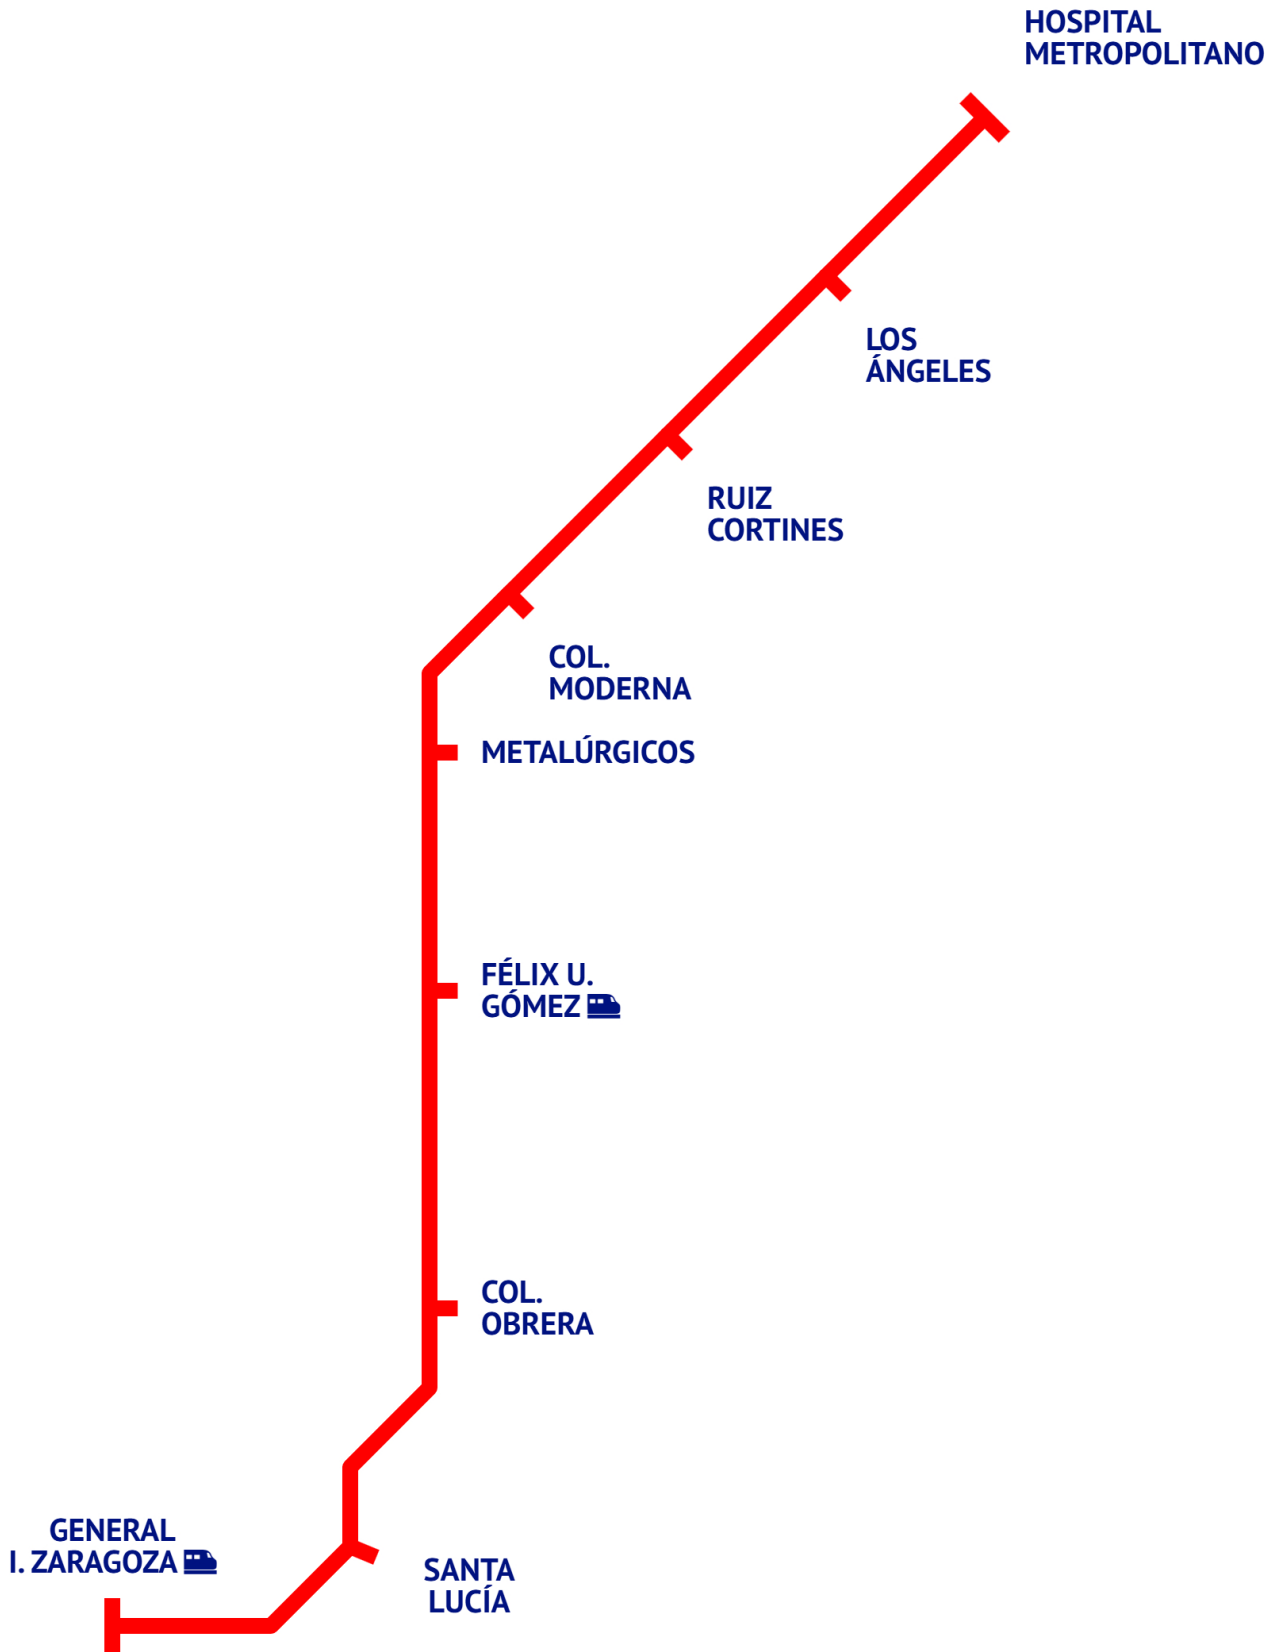 HOSPITAL
METROPOLITANO
LOS
ÁNGELES
RUIZ
CORTINES
COL.
MODERNA
METALÚRGICOS
FÉLIX U.
GÓMEZ
COL.
OBRERA
GENERAL
I. ZARAGOZA
SANTA
LUCÍA